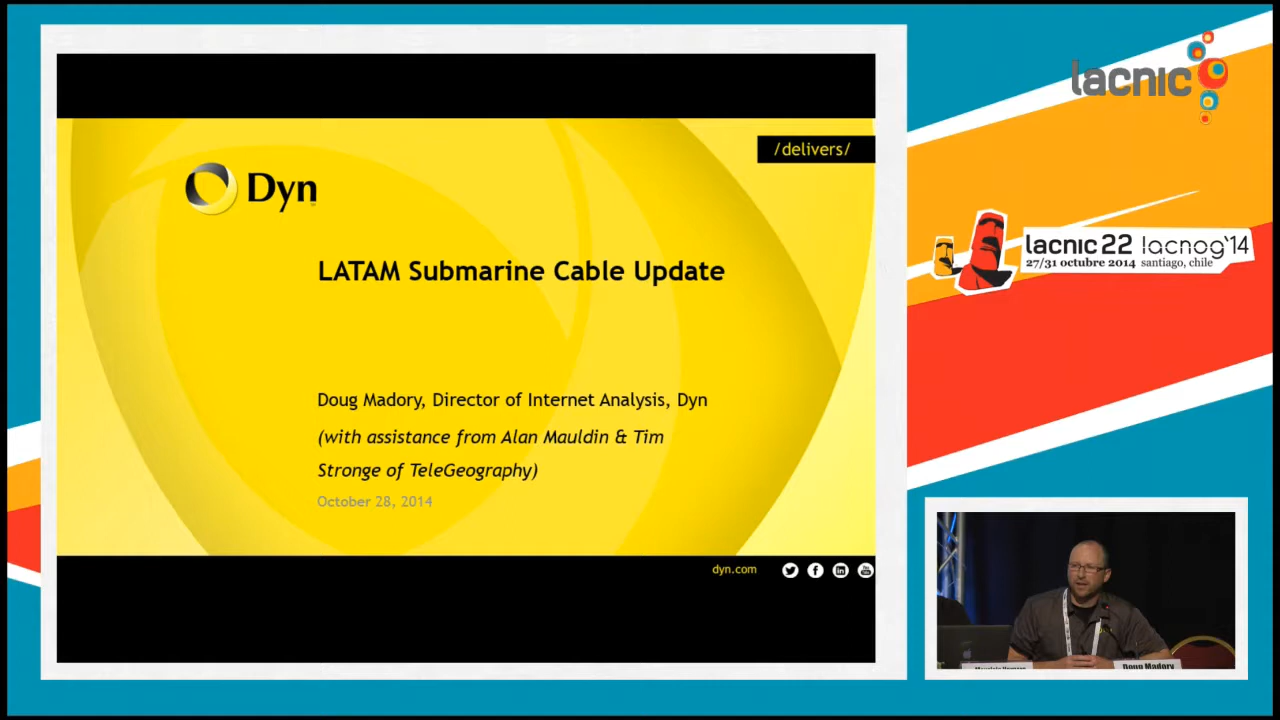 /delivers/
Dyn
LATAM Submarine Cable Update
Doug Madory, Director of Internet Analysis, Dyn
(with assistance from Alan Mauldin & Tim
Stronge of TeleGeography)
October 28, 2014
dyn.com
lacnic
lacnic 22 lacnog'14
27/31 octubre 2014 santiago, chile
Doug Madory